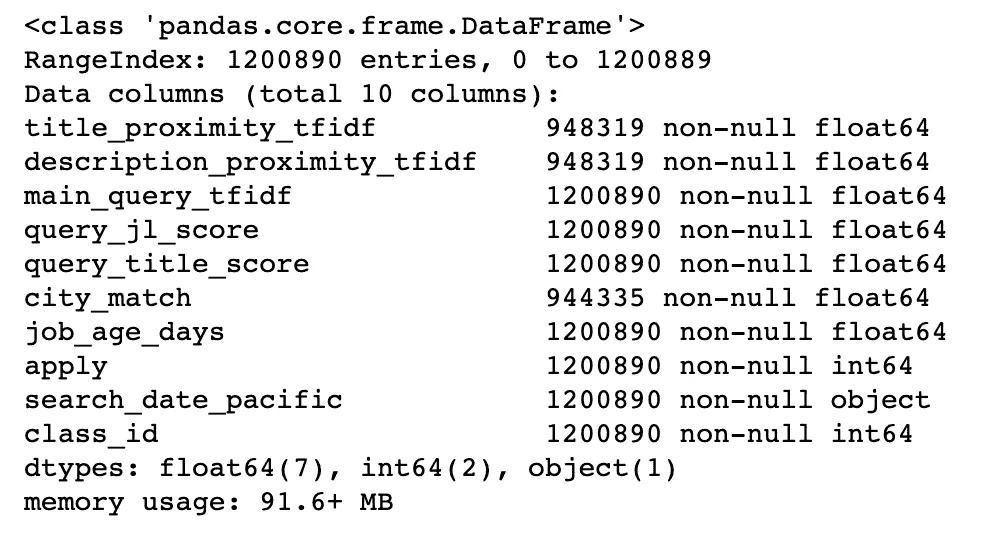 <class 'pandas.core.frame.DataFrame'>
RangeIndex: 1200890 entries, 0 to 1200889
Data columns (total 10 columns):
title_proximity_tfidf          948319 non-null float64
description_proximity_tfidf    948319 non-null float64
main_query_tfidf               1200890 non-null float64
query_jl_score                 1200890 non-null float64
query_title_score              1200890 non-null float64
city_match                     944335 non-null float64
job_age_days                   1200890 non-null float64
apply                          1200890 non-null int64
search_date_pacific            1200890 non-null object
class_id                       1200890 non-null int64
dtypes: float64(7), int64(2), object(1)
memory usage: 91.6+ MB